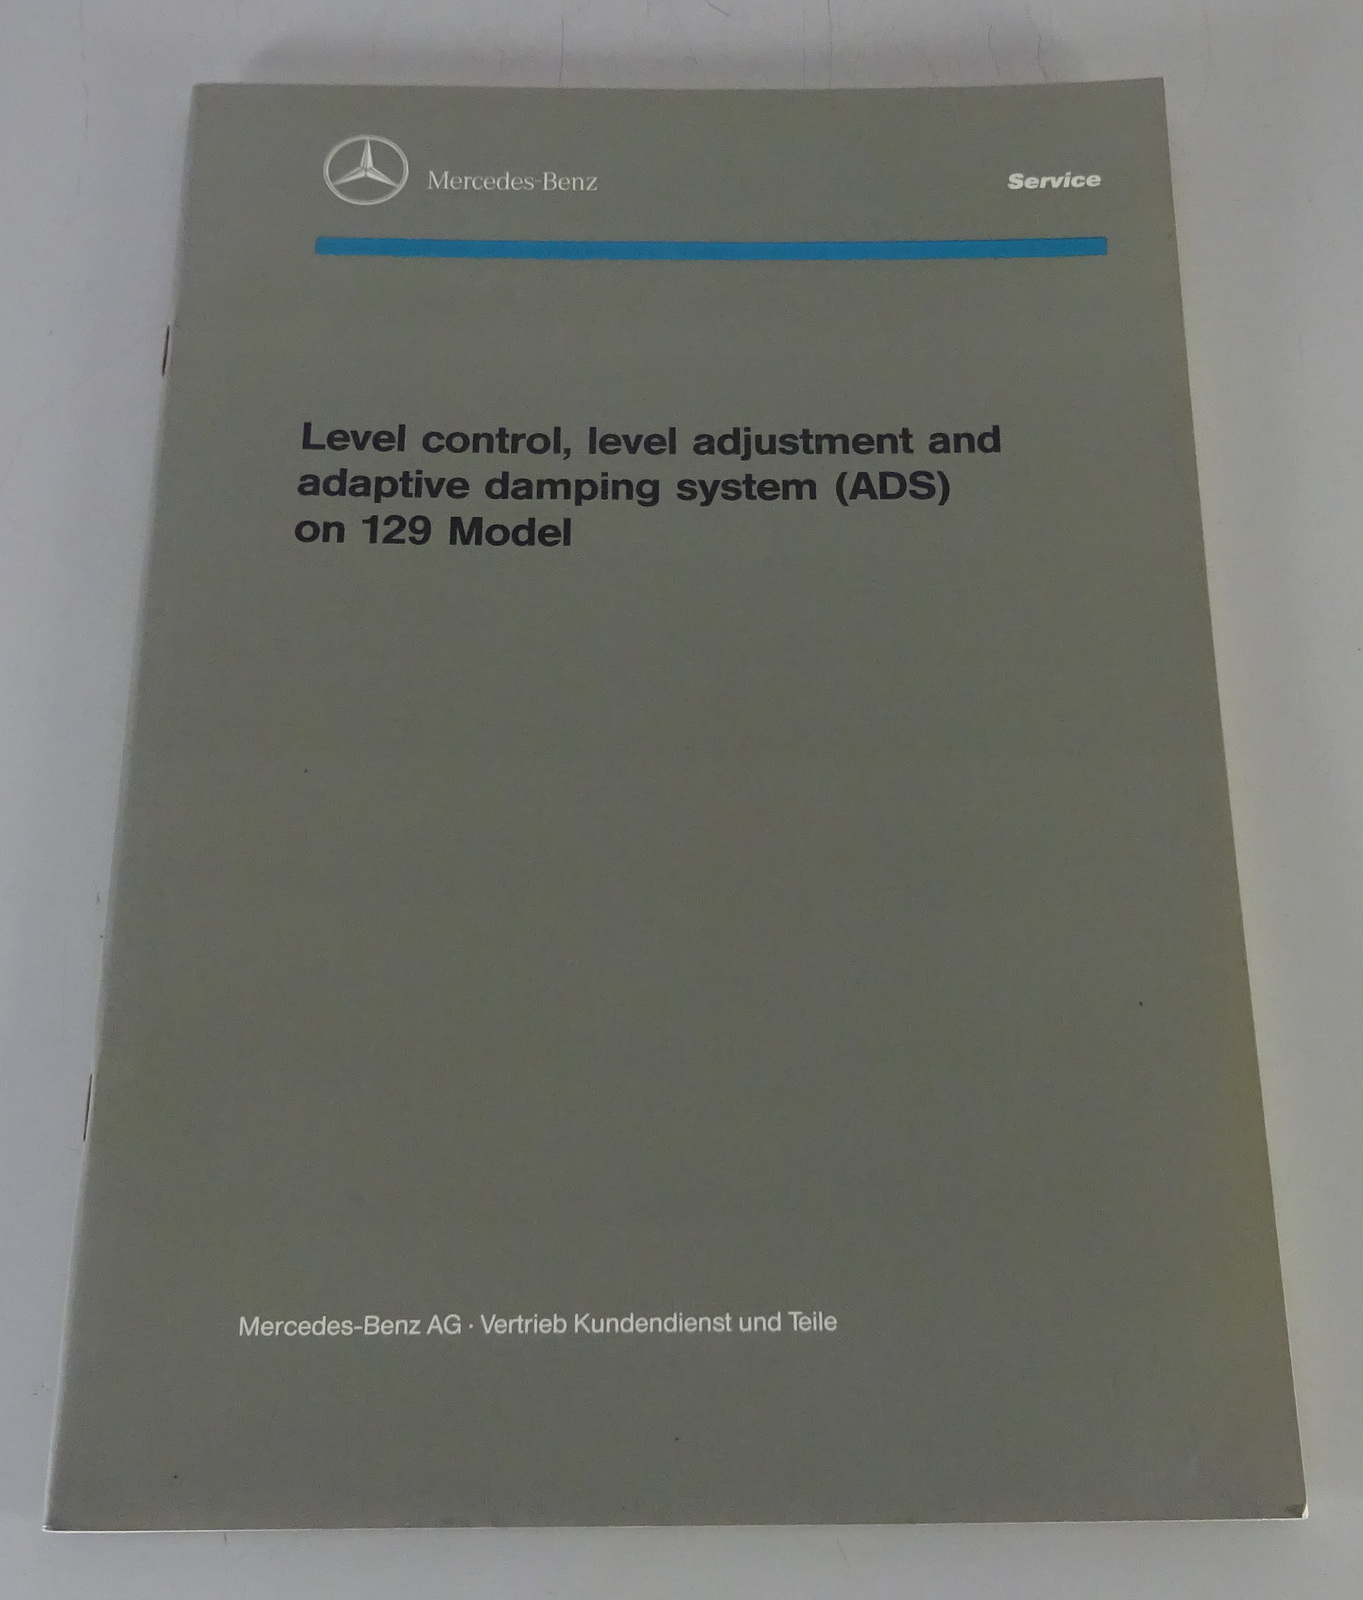 Mercedes-Benz
Service
Level control, level adjustment and
adaptive damping system (ADS)
on 129 Model
Mercedes-Benz AG · Vertrieb Kundendienst und Teile